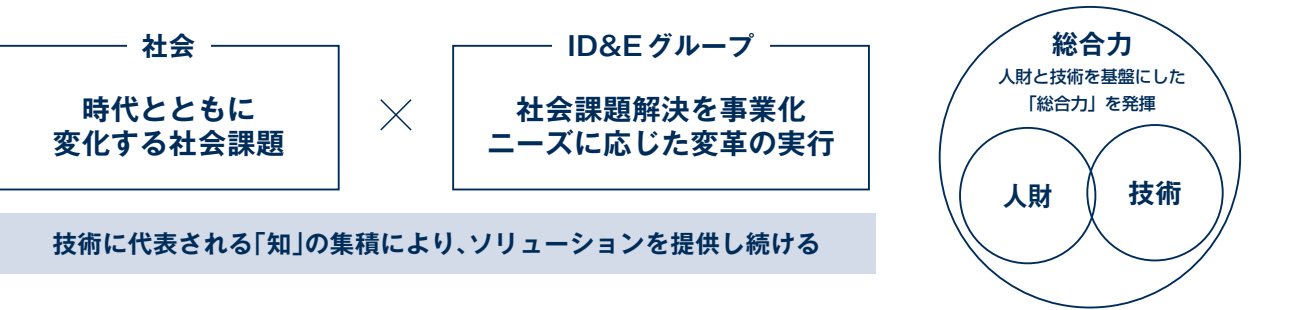 社会
時代とともに
変化する社会課題
×
ID&Eグループ
社会課題解決を事業化
ニーズに応じた変革の実行
技術に代表される「知」の集積により、ソリューションを提供し続ける
総合力
人財と技術を基盤にした
「総合力」を発揮
人財
技術